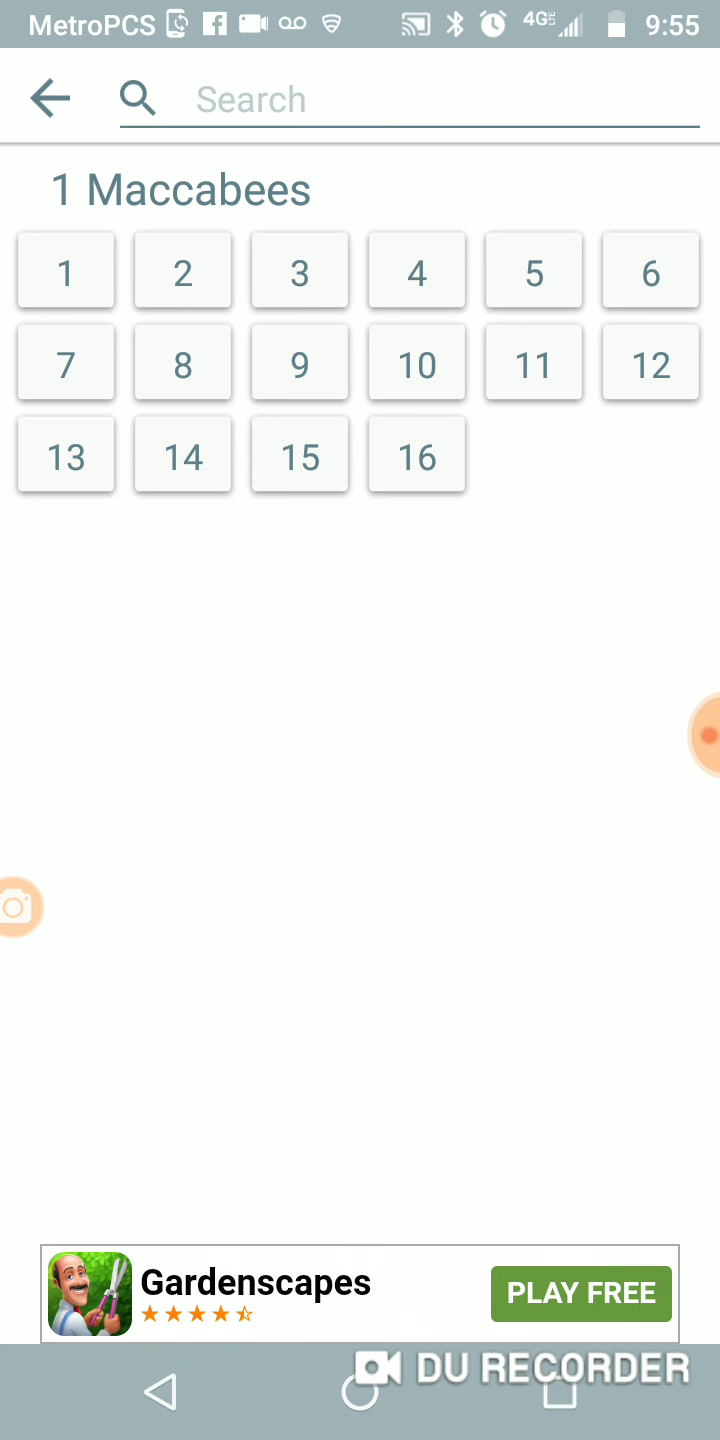 MetroPCS 4G LTE 9:55
Search
1 Maccabees
1 2 3 4 5 6
7 8 9 10 11 12
13 14 15 16
Gardenscapes
PLAY FREE
DU RECORDER